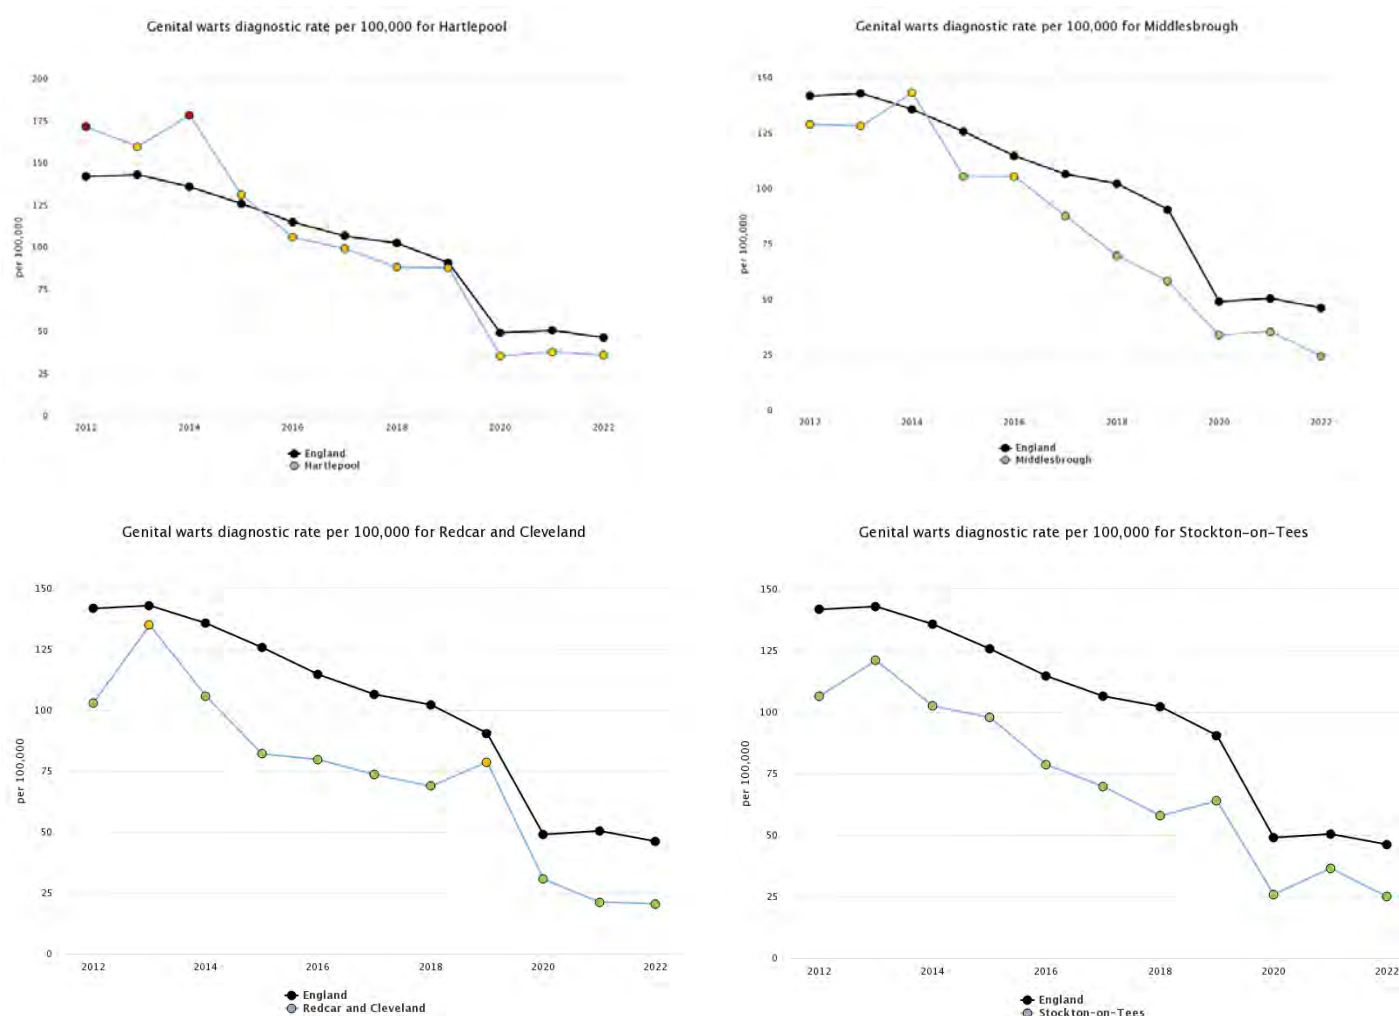 Genital warts diagnostic rate per 100,000 for Hartlepool
200
175
150
125
100
75
50
25
0
per 100,000
2012 2014 2016 2018 2020 2022
England
Hartlepool
Genital warts diagnostic rate per 100,000 for Middlesbrough
150
125
100
75
50
25
0
per 100,000
2012 2014 2016 2018 2020 2022
England
Middlesbrough
Genital warts diagnostic rate per 100,000 for Redcar and Cleveland
150
125
100
75
50
25
0
per 100,000
2012 2014 2016 2018 2020 2022
England
Redcar and Cleveland
Genital warts diagnostic rate per 100,000 for Stockton-on-Tees
150
125
100
75
50
25
0
per 100,000
2012 2014 2016 2018 2020 2022
England
Stockton-on-Tees